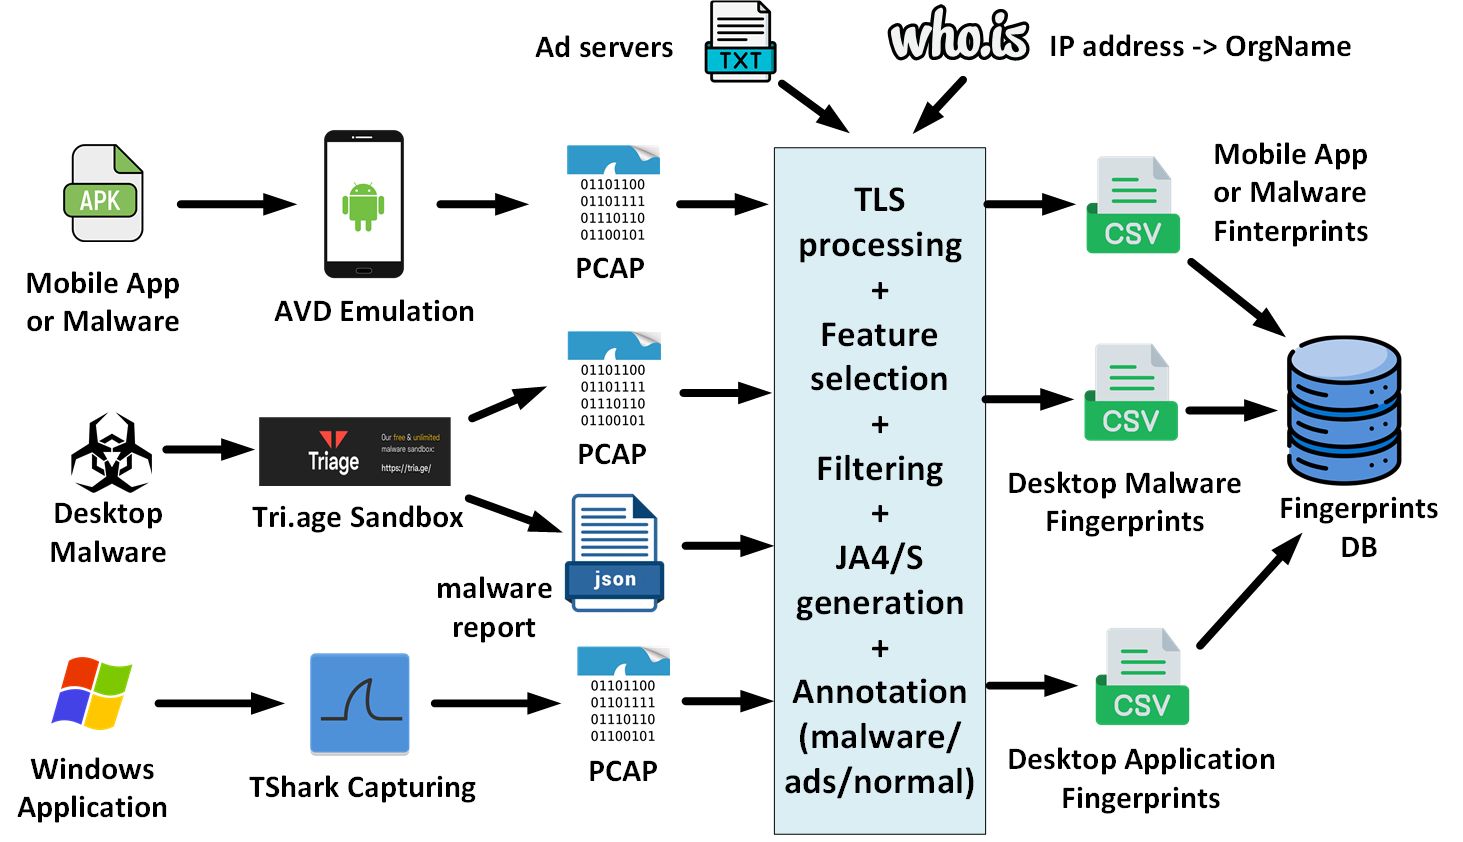 Ad servers
TXT
who.is
IP address -> OrgName
APK
Mobile App
or Malware
AVD Emulation
01101100
01101111
01110110
01100101
PCAP
TLS
processing
+
Feature
selection
+
Filtering
+
JA4/S
generation
+
Annotation
(malware/
ads/normal)
CSV
Mobile App
or Malware
Finterprints
Desktop
Malware
Triage
Our free & unlimited
malware sandbox:
https://tria.ge/
Tri.age Sandbox
01101100
01101111
01110110
01100101
PCAP
json
malware
report
CSV
Desktop Malware
Fingerprints
Fingerprints
DB
Windows
Application
TShark Capturing
01101100
01101111
01110110
01100101
PCAP
CSV
Desktop Application
Fingerprints